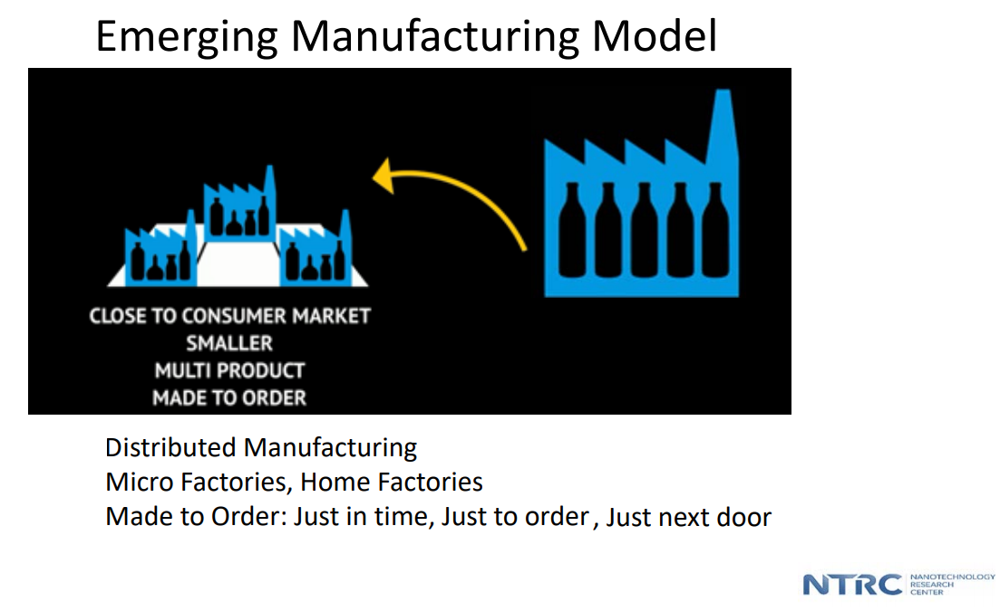 Emerging Manufacturing Model
CLOSE TO CONSUMER MARKET
SMALLER
MULTI PRODUCT
MADE TO ORDER
Distributed Manufacturing
Micro Factories, Home Factories
Made to Order: Just in time, Just to order, Just next door
NTRC
NANOTECHNOLOGY
RESEARCH
CENTER